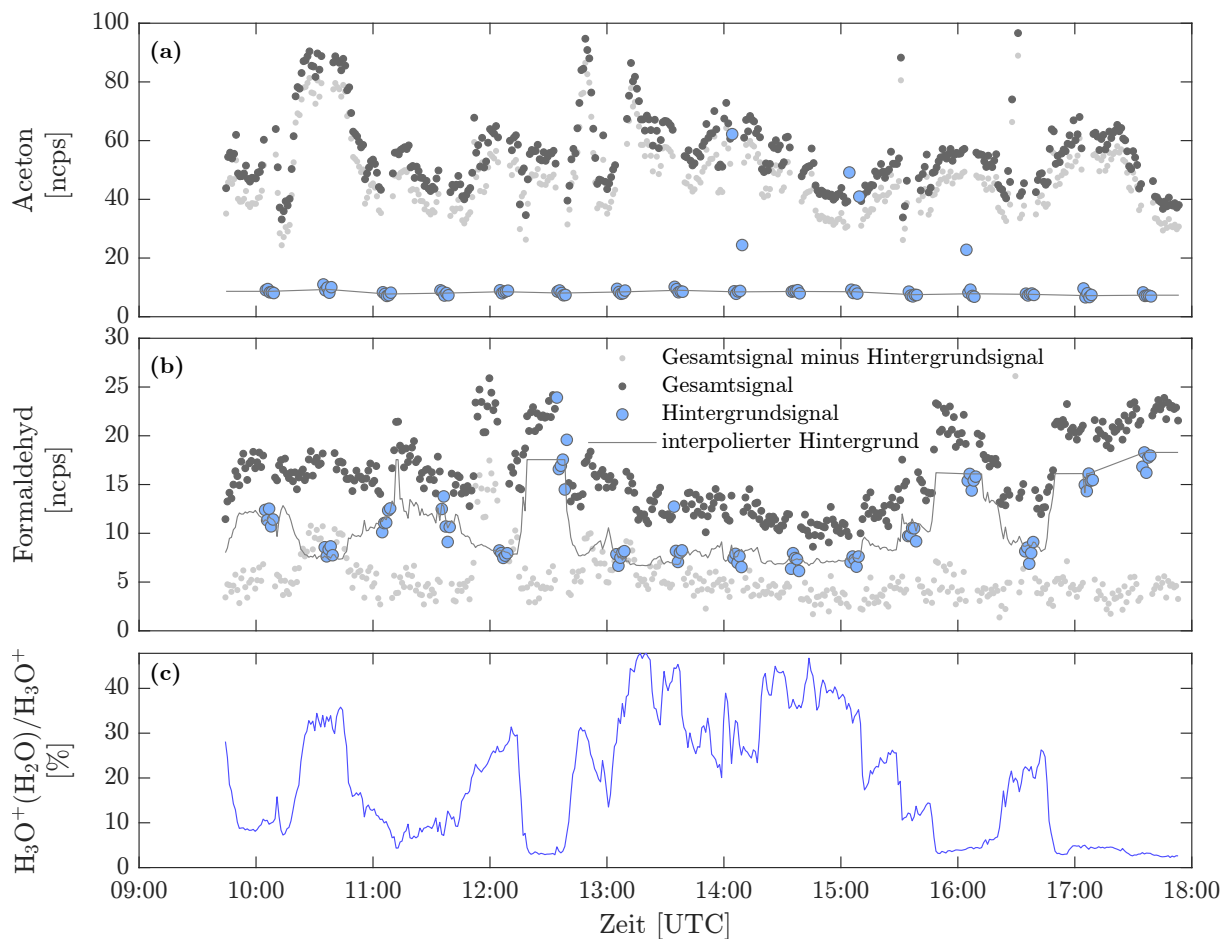 100
80
60
40
20
0
Aceton
[ncps]
(a)
30
25
20
15
10
5
0
Formaldehyd
[ncps]
(b)
Gesamtsignal minus Hintergrundsignal
Gesamtsignal
Hintergrundsignal
interpolierter Hintergrund
40
30
20
10
0
H₃O⁺(H₂O)/H₃O⁺
[%]
(c)
09:00 10:00 11:00 12:00 13:00 14:00 15:00 16:00 17:00 18:00
Zeit [UTC]